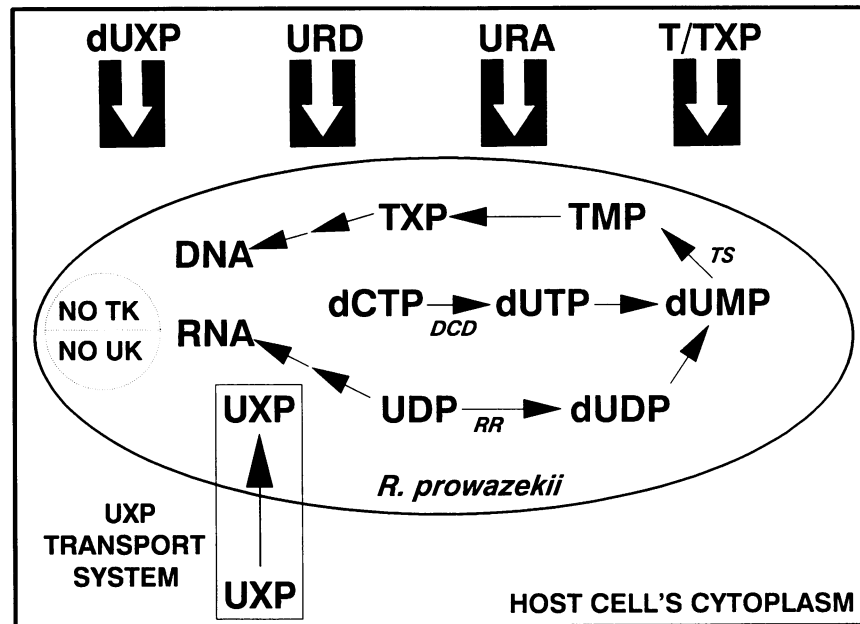 dUXP URD URA T/TXP
TXP TMP
DNA TS
NO TK dCTP dUTP dUMP
RNA DCD
NO UK
UXP UDP dUDP
RR
R. prowazekii
UXP
TRANSPORT
SYSTEM
UXP HOST CELL'S CYTOPLASM